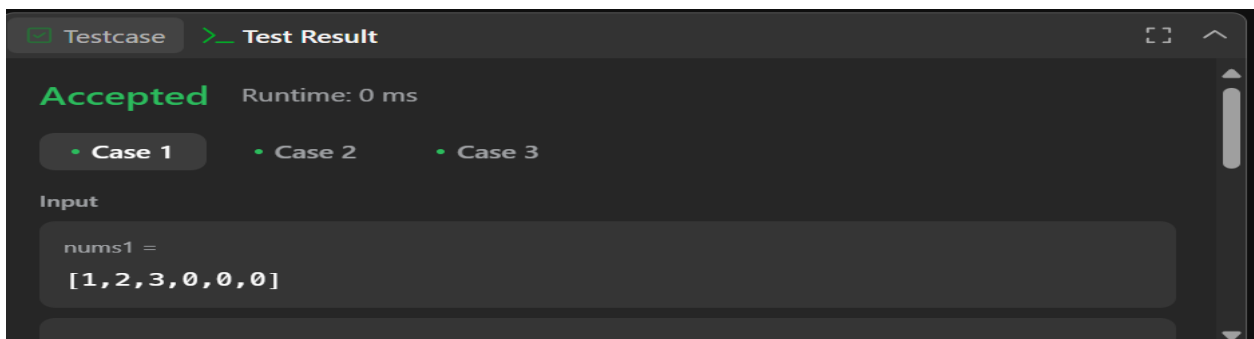 Testcase >_ Test Result
Accepted Runtime: 0 ms
• Case 1 • Case 2 • Case 3
Input
nums1 =
[1,2,3,0,0,0]